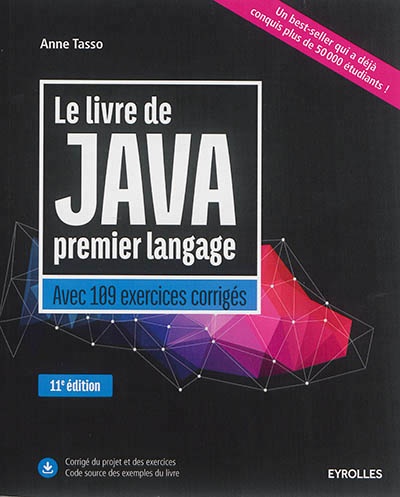 Anne Tasso
Un best-seller qui a déjà
conquis plus de 50 000 étudiants !
Le livre de
JAVA
premier langage
Avec 109 exercices corrigés
11e édition
Corrigé du projet et des exercices
Code source des exemples du livre
EYROLLES